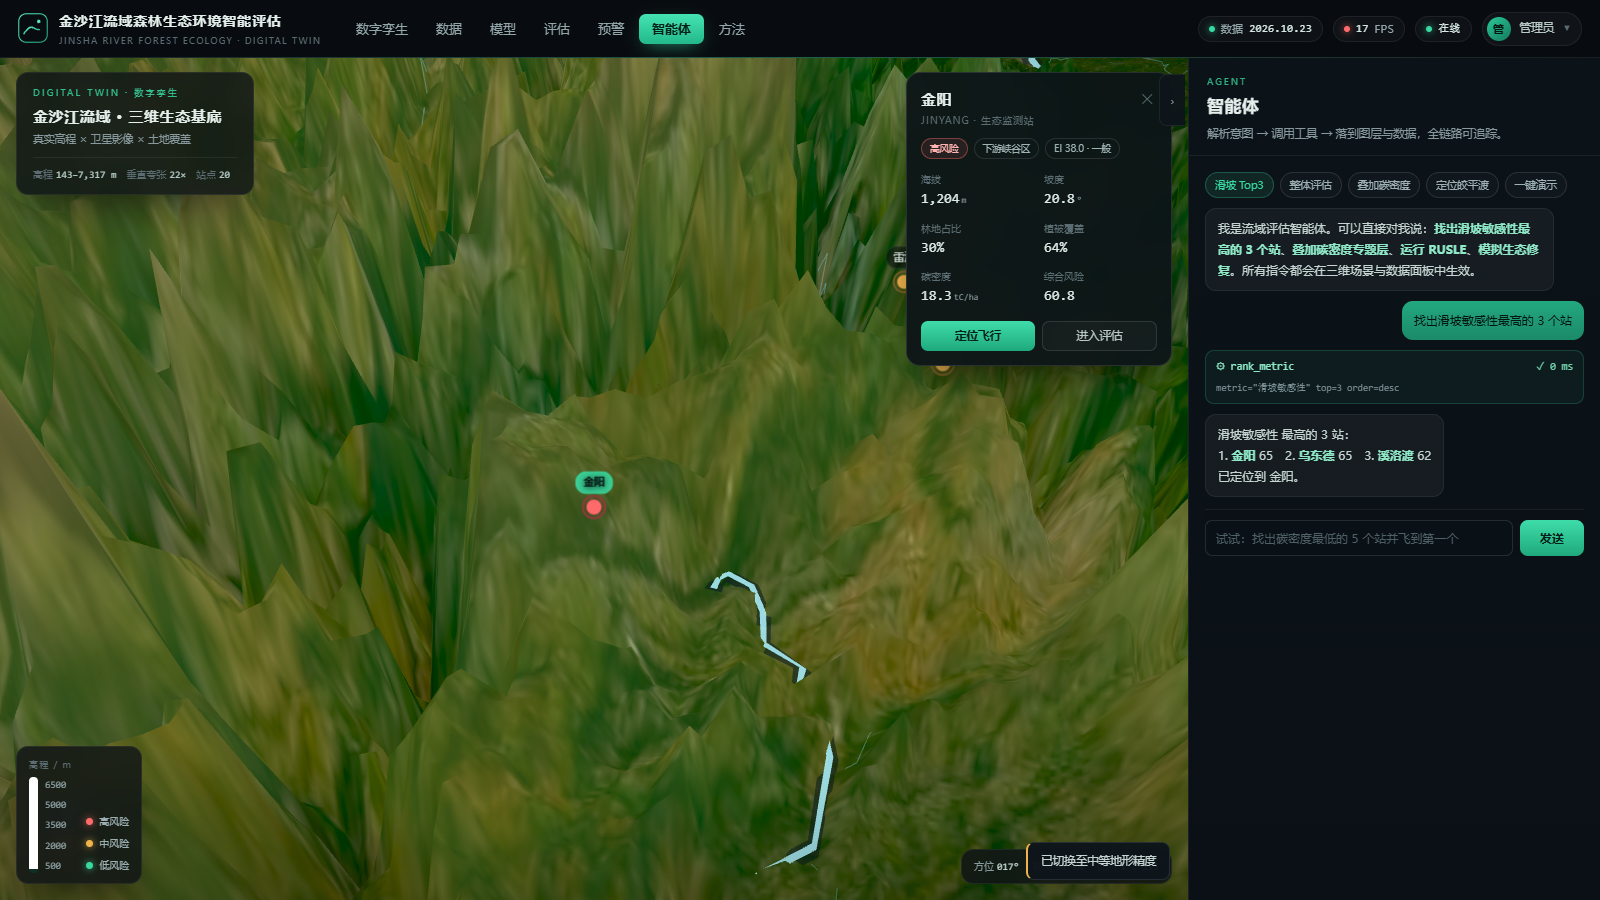 金沙江流域森林生态环境智能评估
JINSHA RIVER FOREST ECOLOGY · DIGITAL TWIN
数字孪生
数据
模型
评估
预警
智能体
方法
数据 2026.10.23
17 FPS
在线
管
管理员
DIGITAL TWIN · 数字孪生
金沙江流域 • 三维生态基底
真实高程 × 卫星影像 × 土地覆盖
高程 143–7,317 m 垂直夸张 22× 站点 20
金阳
JINYANG · 生态监测站
高风险
下游峡谷区
EI 38.0 · 一般
海拔
坡度
1,204 m
20.8 °
林地占比
植被覆盖
30%
64%
碳密度
综合风险
18.3 tC/ha
60.8
定位飞行
进入评估
金阳
高程 / m
6500
5000
3500
2000
500
高风险
中风险
低风险
方位 017°
已切换至中等地形精度
AGENT
智能体
解析意图 → 调用工具 → 落到图层与数据，全链路可追踪。
滑坡 Top3
整体评估
叠加碳密度
定位皎平渡
一键演示
我是流域评估智能体。可以直接对我说：找出滑坡敏感性最
高的 3 个站、叠加碳密度专题层、运行 RUSLE、模拟生态修
复。所有指令都会在三维场景与数据面板中生效。
找出滑坡敏感性最高的 3 个站
rank_metric
✓ 0 ms
metric="滑坡敏感性" top=3 order=desc
滑坡敏感性 最高的 3 站：
1. 金阳 65 2. 乌东德 65 3. 溪洛渡 62
已定位到 金阳。
试试：找出碳密度最低的 5 个站并飞到第一个
发送